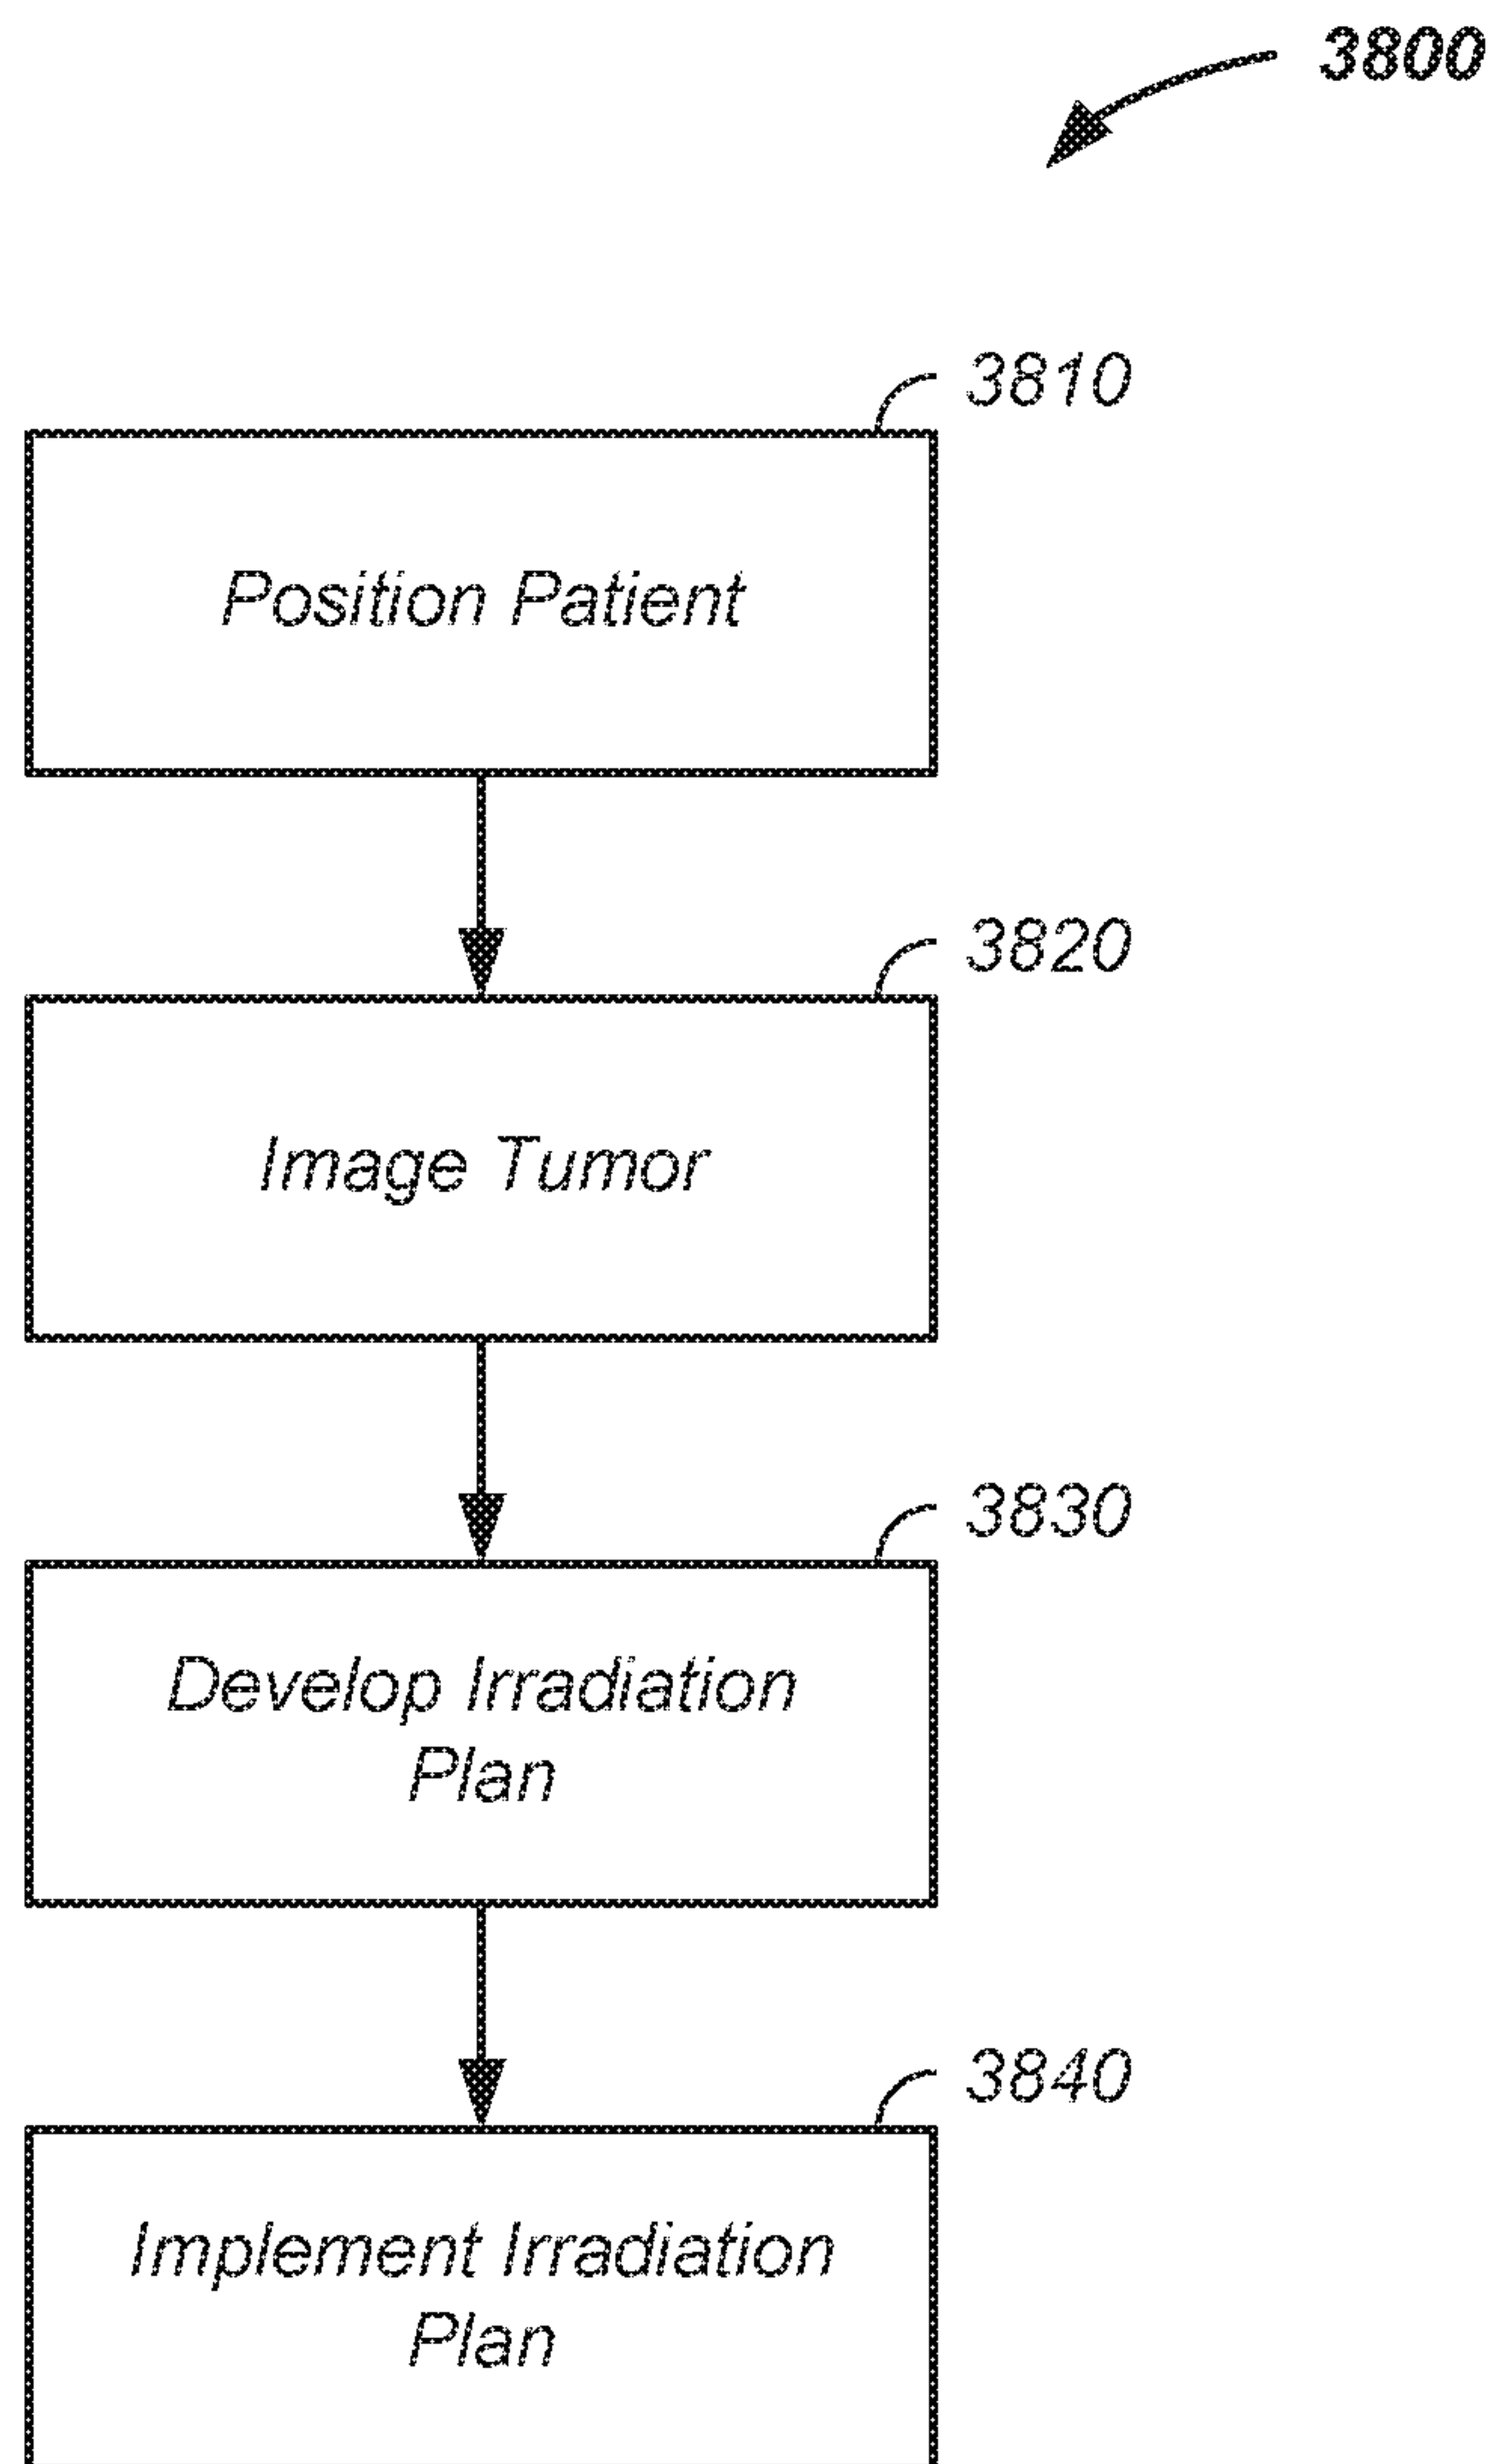 3800
3810
Position Patient
3820
Image Tumor
3830
Develop Irradiation
Plan
3840
Implement Irradiation
Plan